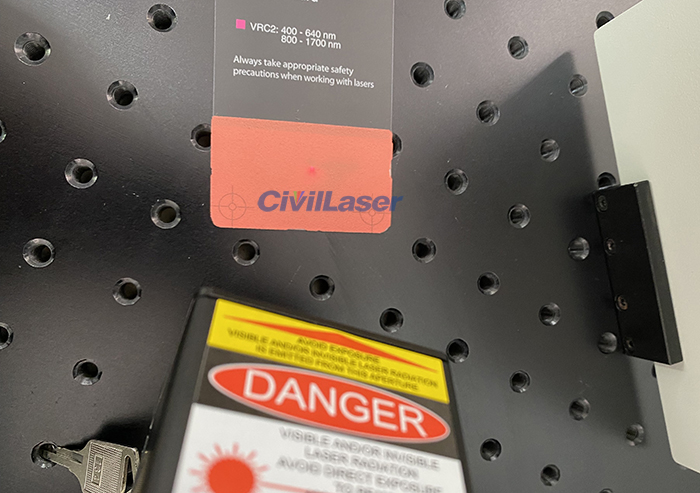 VRC2: 400 - 640 nm
800 - 1700 nm
Always take appropriate safety
precautions when working with lasers
CivilLaser
AVOID EXPOSURE
VISIBLE AND/OR INVISIBLE LASER RADIATION
IS EMITTED FROM THIS APERTURE
DANGER
VISIBLE AND/OR INVISIBLE
LASER RADIATION
AVOID DIRECT EXPOSURE